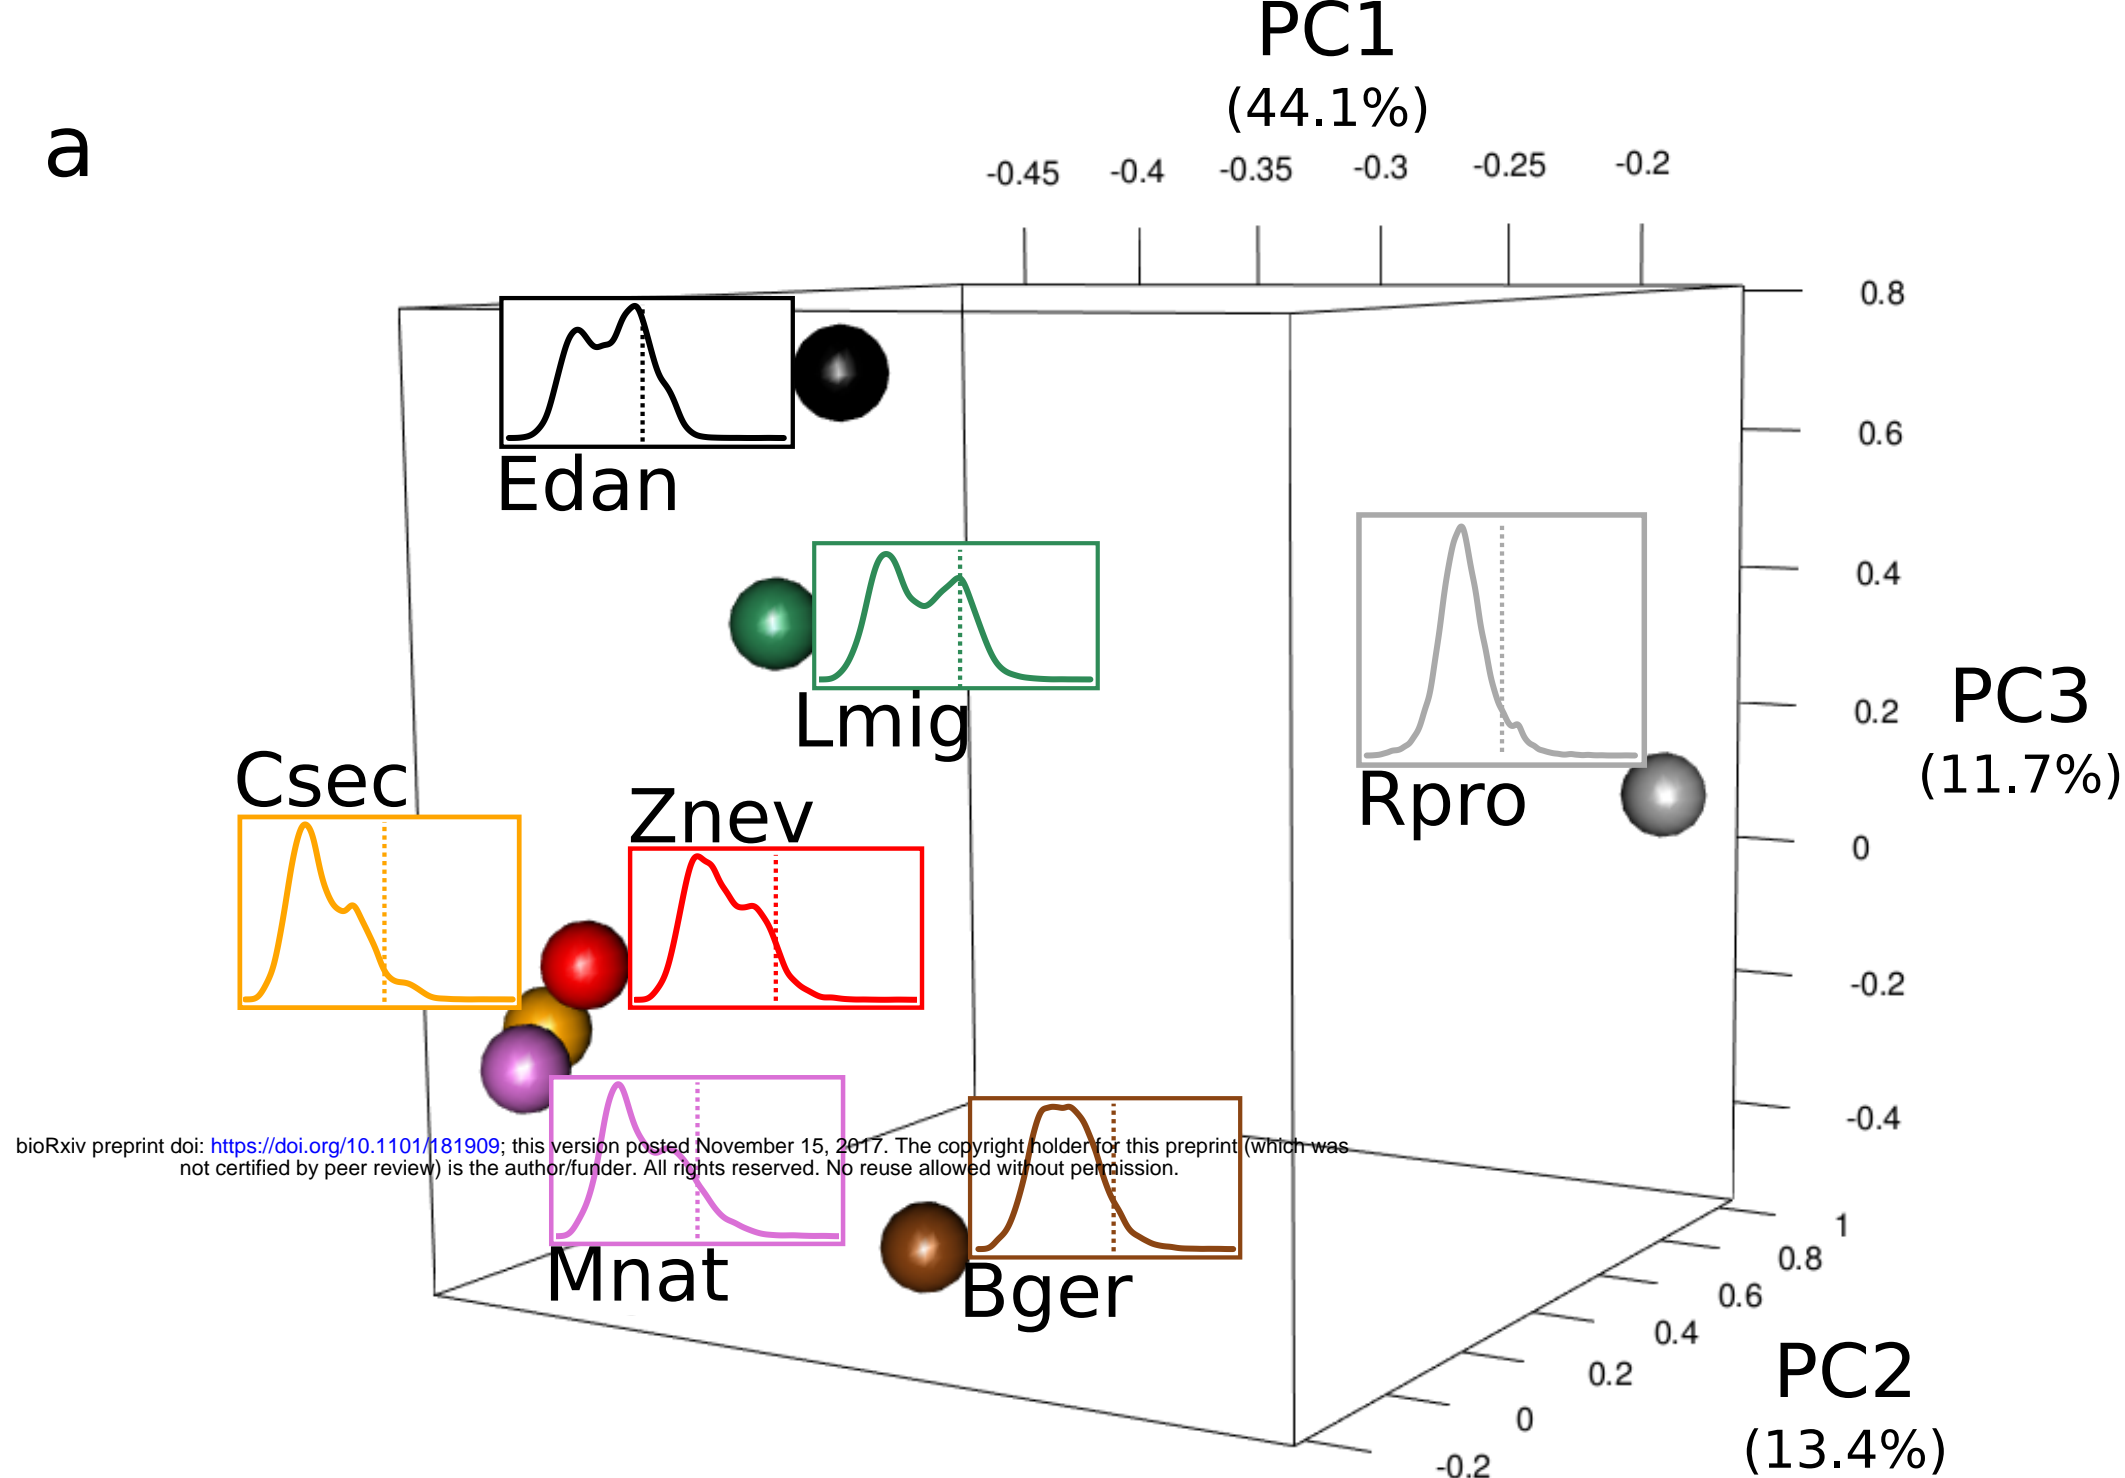 PC1
(44.1%)
a
-0.45 -0.4 -0.35 -0.3 -0.25 -0.2
0.8
0.6
Edan
0.4
Lmig
0.2
PC3
(11.7%)
Csec
Znev
Rpro
0
-0.2
-0.4
bioRxiv preprint doi: https://doi.org/10.1101/181909; this version posted November 15, 2017. The copyright holder for this preprint (which was
not certified by peer review) is the author/funder. All rights reserved. No reuse allowed without permission.
Mnat
Bger
1
0.8
0.6
0.4
0.2
0
-0.2
PC2
(13.4%)